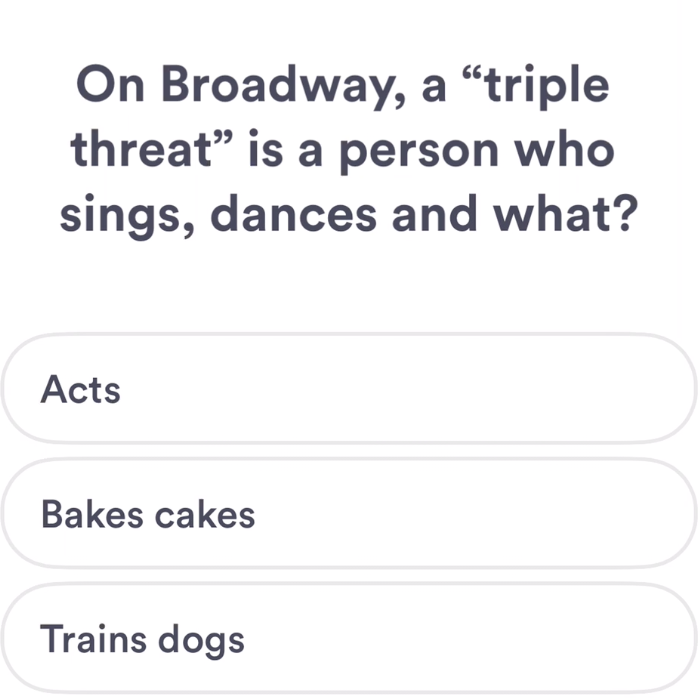 On Broadway, a “triple
threat” is a person who
sings, dances and what?
Acts
Bakes cakes
Trains dogs